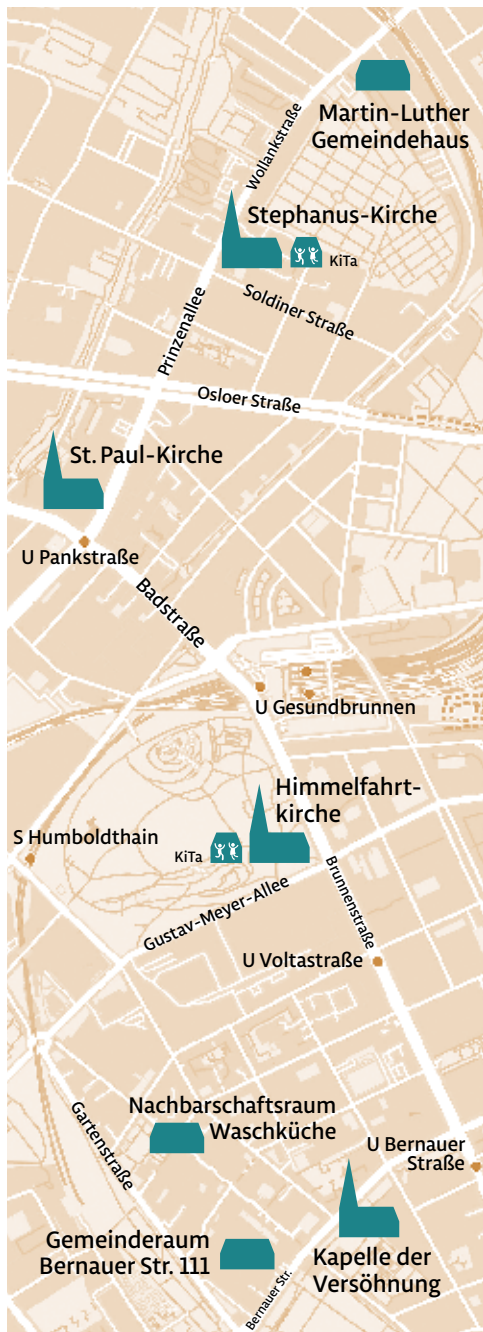 Martin-Luther
Gemeindehaus
Wollankstraße
Stephanus-Kirche
KiTa
Soldiner Straße
Prinzenallee
Osloer Straße
St. Paul-Kirche
U Pankstraße
Badstraße
U Gesundbrunnen
Himmelfahrt-
kirche
S Humboldthain
KiTa
Gustav-Meyer-Allee
Brunnenstraße
U Voltastraße
Nachbarschaftsraum
Waschküche
Gartenstraße
U Bernauer
Straße
Gemeinderaum
Bernauer Str. 111
Bernauer Str.
Kapelle der
Versöhnung